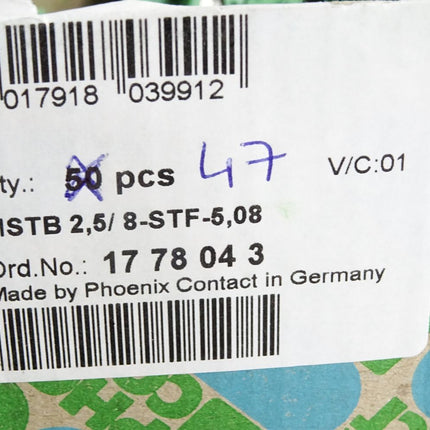 017918 039912
ty.: 50 pcs 47 V/C:01
ISTB 2,5/ 8-STF-5,08
Ord.No.: 17 78 04 3
Made by Phoenix Contact in Germany